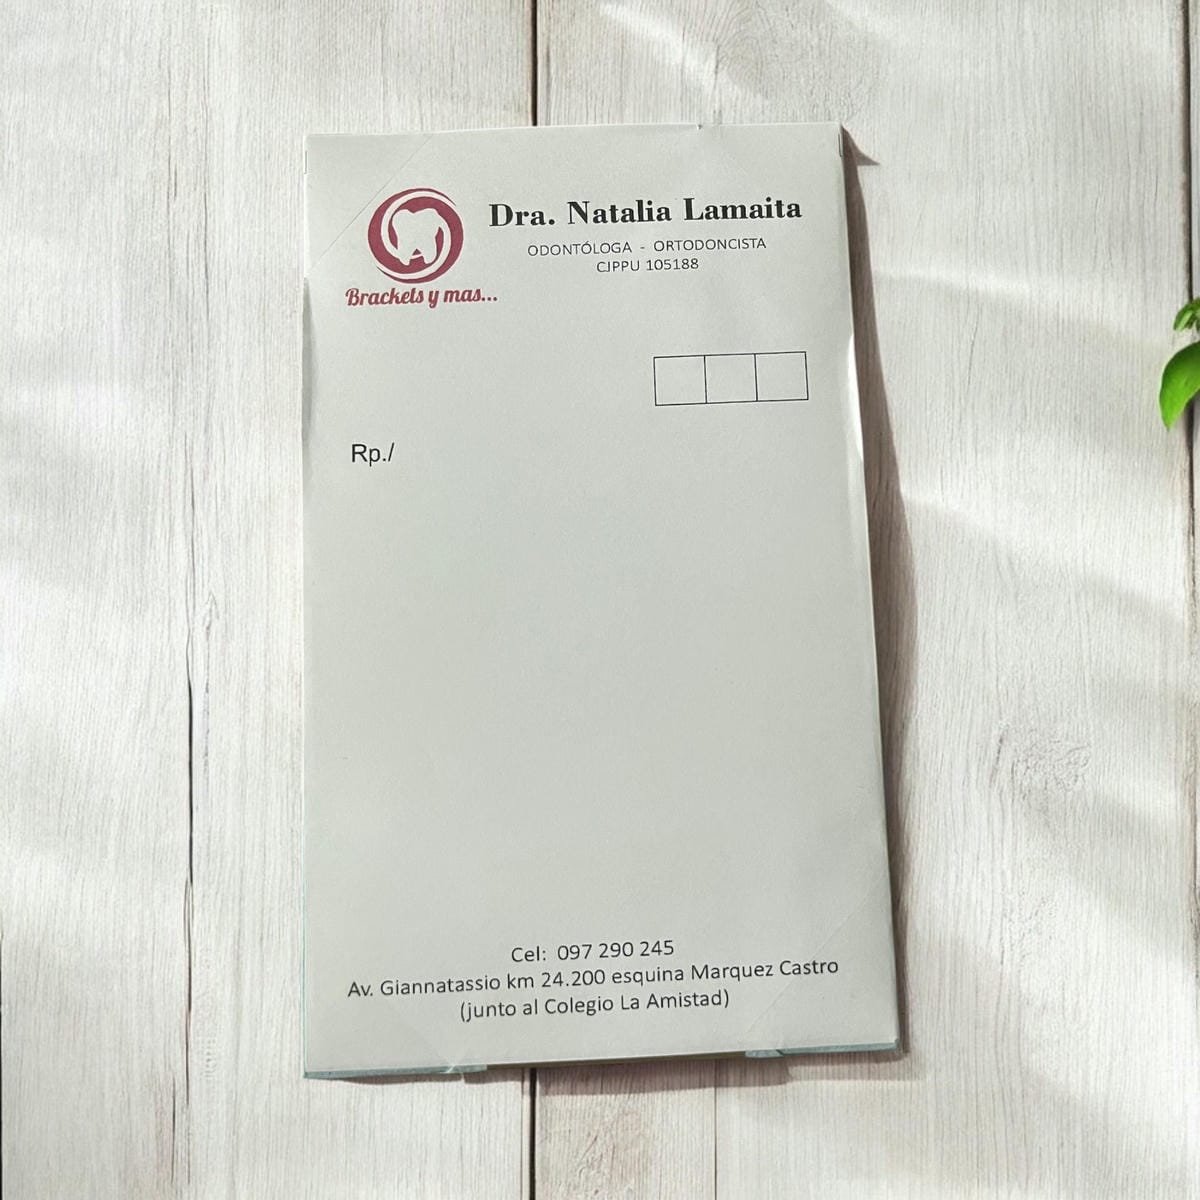 Dra. Natalia Lamaita
ODONTÓLOGA - ORTODONCISTA
CJPPU 105188
Brackets y mas...
Rp./
Cel: 097 290 245
Av. Giannatassio km 24.200 esquina Marquez Castro
(junto al Colegio La Amistad)